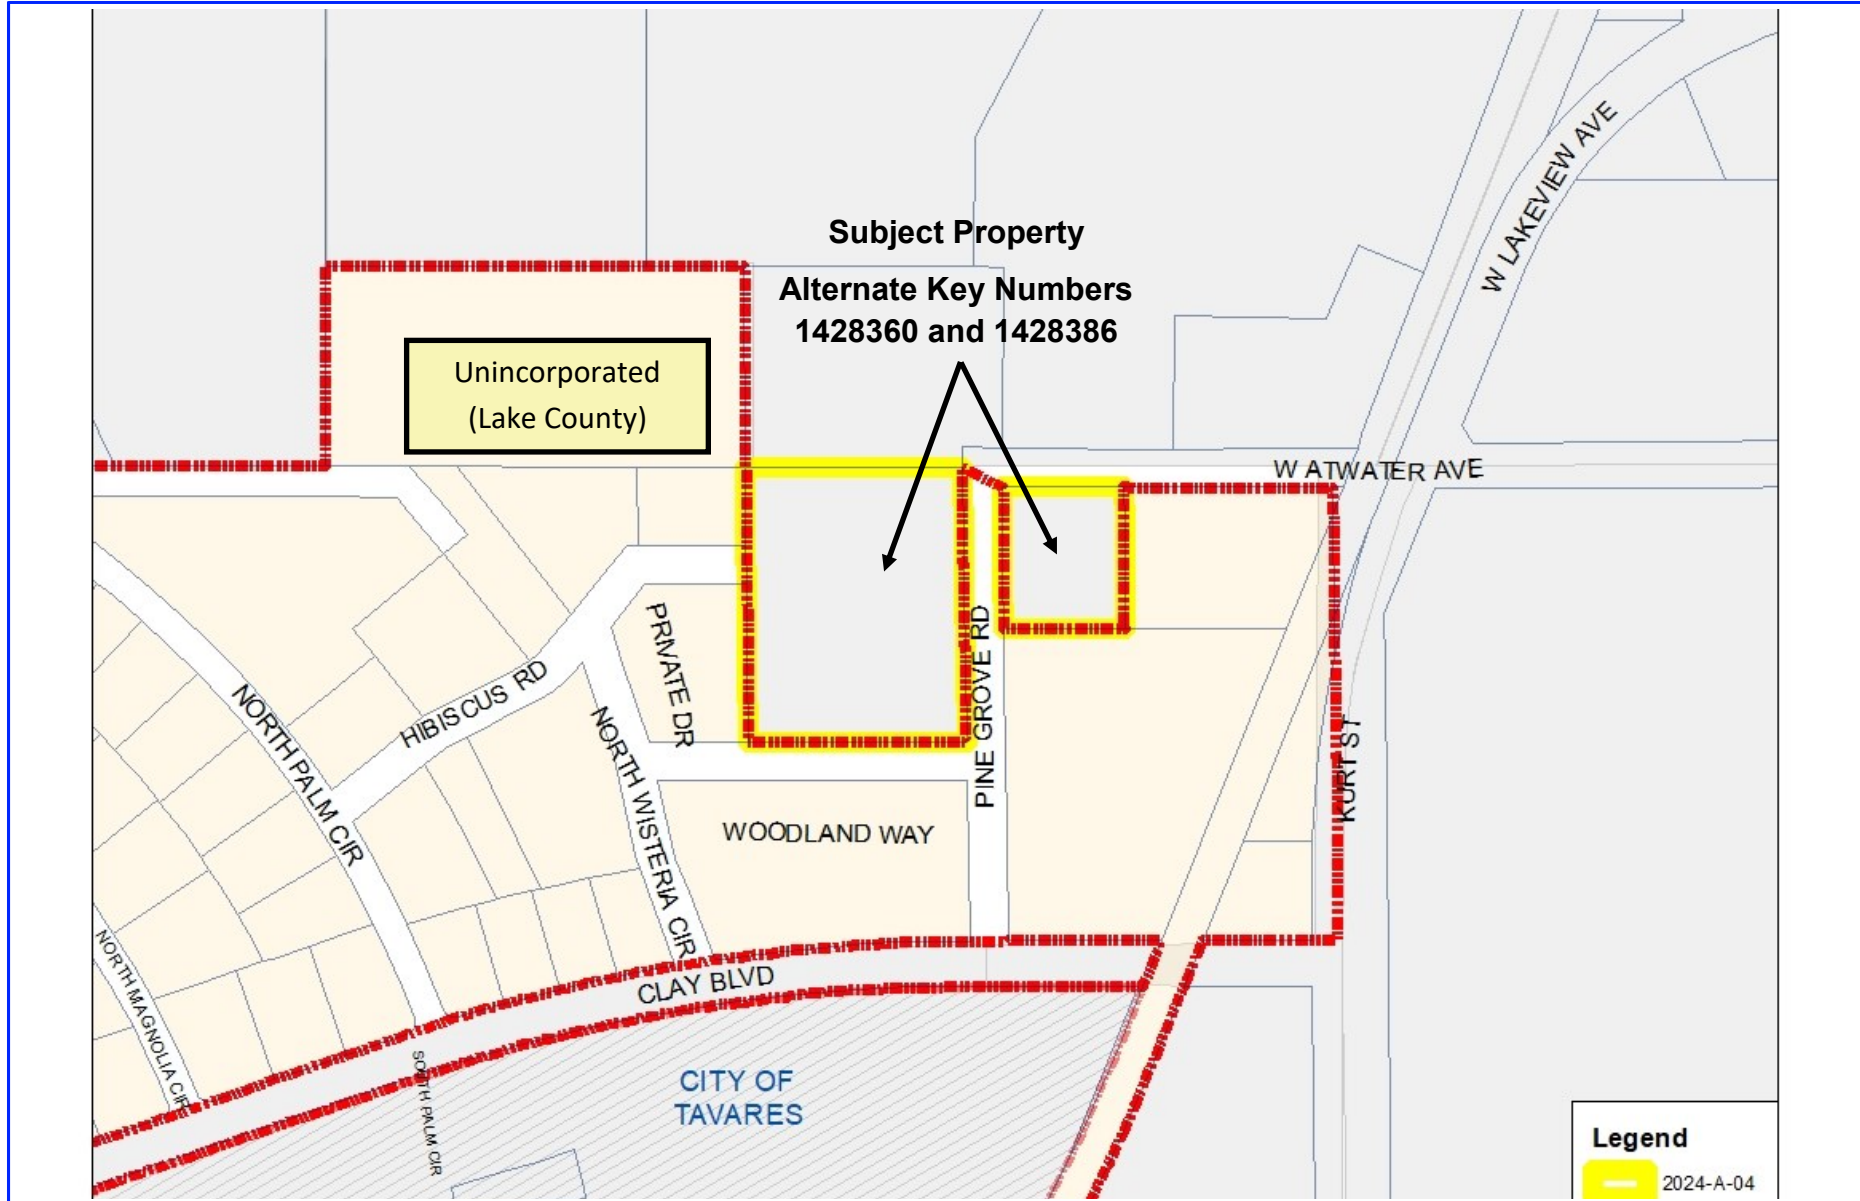 Subject Property
Alternate Key Numbers
1428360 and 1428386
Unincorporated
(Lake County)
W LAKEVIEW AVE
W ATWATER AVE
PRIVATE DR
PINE GROVE RD
HIBISCUS RD
NORTH PALM CIR
NORTH WISTERIA CIR
KURT ST
WOODLAND WAY
NORTH MAGNOLIA CIR
CLAY BLVD
SOUTH PALM CIR
CITY OF
TAVARES
Legend
2024-A-04